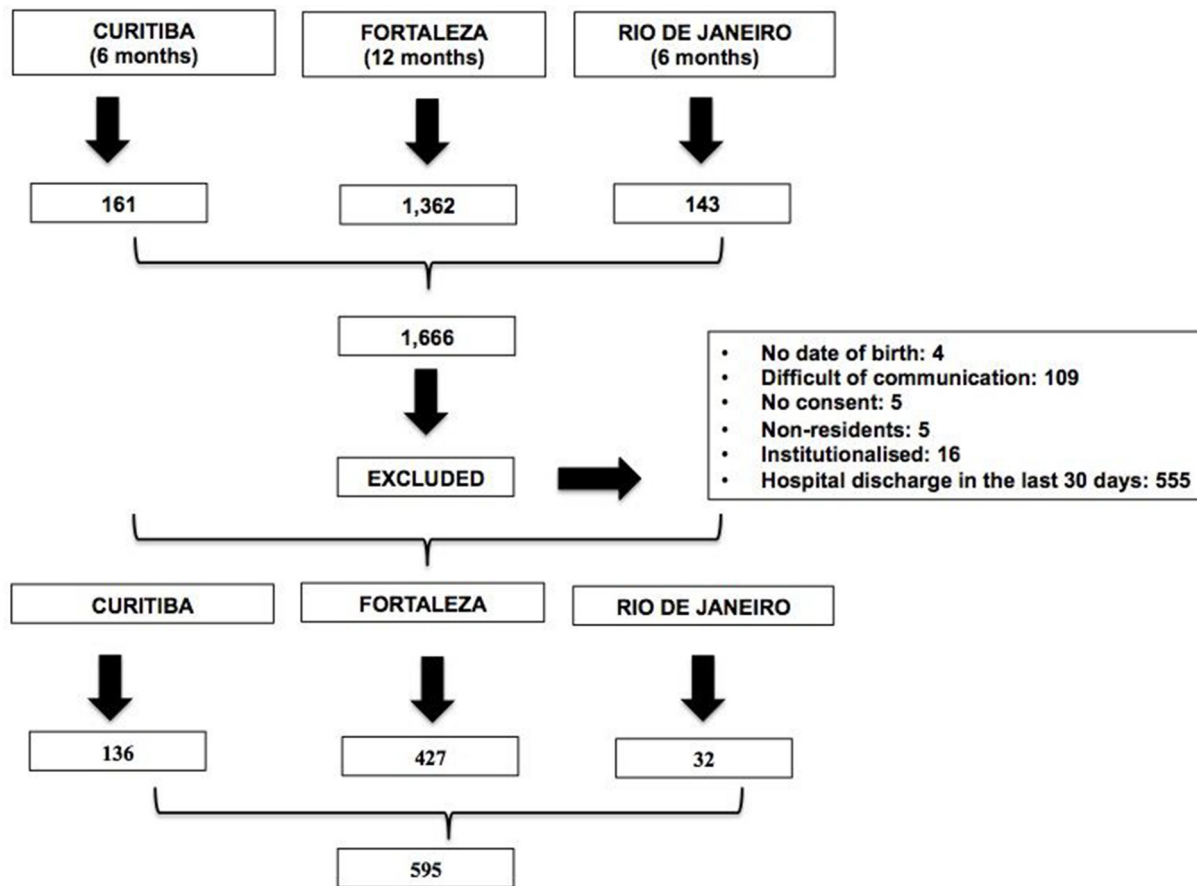 CURITIBA
(6 months)
FORTALEZA
(12 months)
RIO DE JANEIRO
(6 months)
161
1,362
143
1,666
• No date of birth: 4
• Difficult of communication: 109
• No consent: 5
• Non-residents: 5
• Institutionalised: 16
• Hospital discharge in the last 30 days: 555
EXCLUDED
CURITIBA
FORTALEZA
RIO DE JANEIRO
136
427
32
595